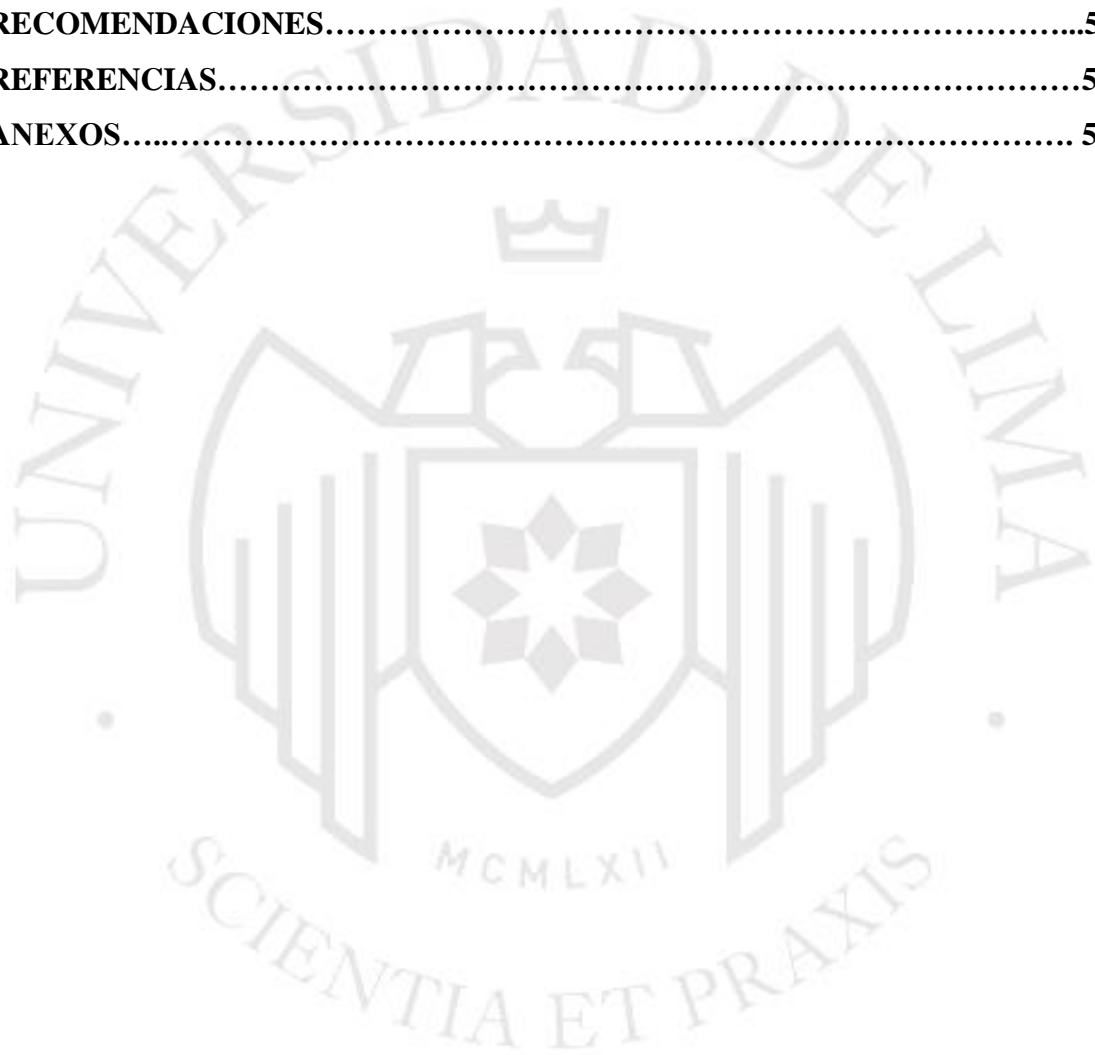 RECOMENDACIONES…………………………………………………………………...5
REFERENCIAS…………………………………………………………………………5
ANEXOS…...……………………………………………………………………………. 5
UNIVERSIDAD DE LIMA
MCMLXII
SCIENTIA ET PRAXIS